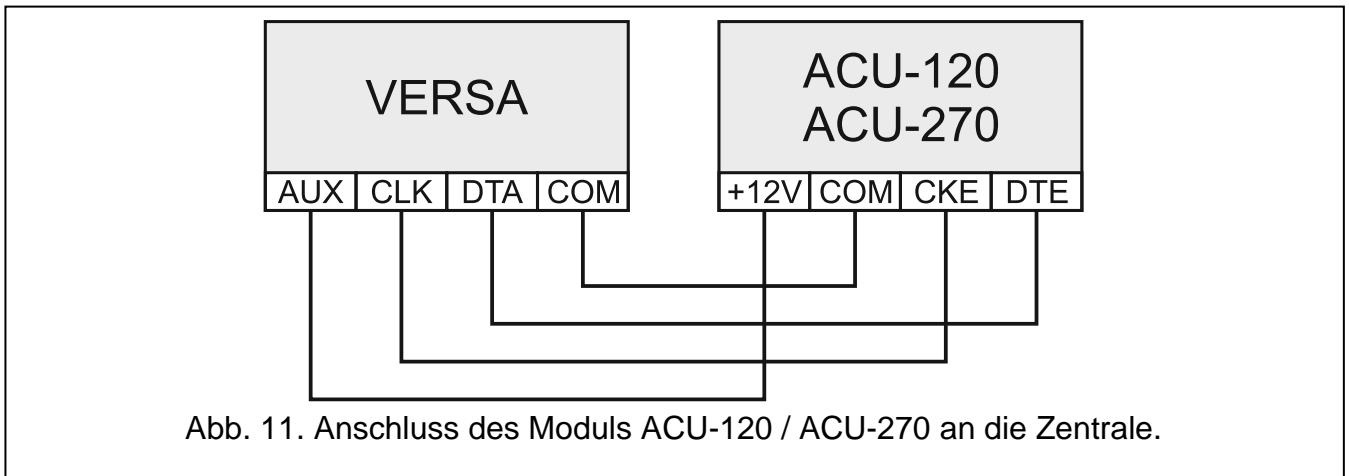 VERSA
ACU-120
ACU-270
AUX CLK DTA COM
+12V COM CKE DTE
Abb. 11. Anschluss des Moduls ACU-120 / ACU-270 an die Zentrale.